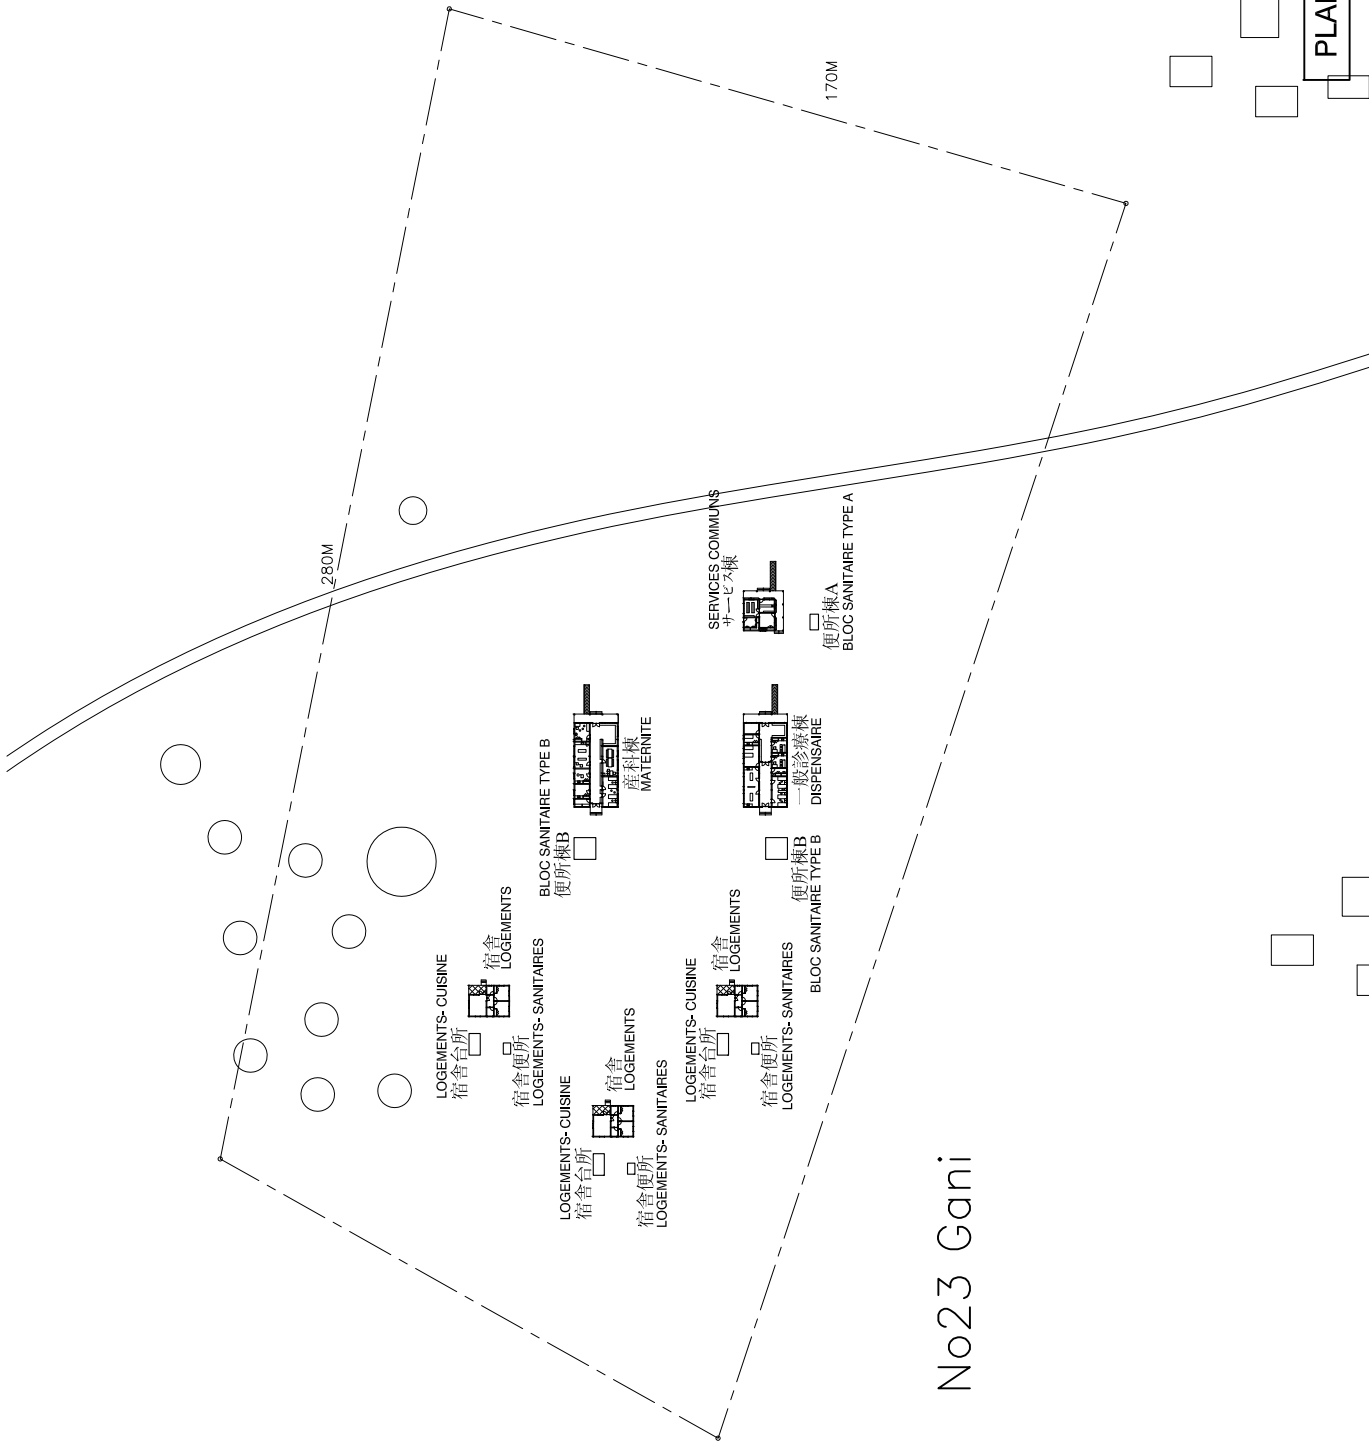 280M
170M
PLA
SERVICES COMMUNS
サービス棟
便所棟A
BLOC SANITAIRE TYPE A
BLOC SANITAIRE TYPE B
便所棟B
産科棟
MATERNITE
一般診療棟
DISPENSAIRE
便所棟B
BLOC SANITAIRE TYPE B
LOGEMENTS- CUISINE
宿舎台所
宿舎
LOGEMENTS
宿舎便所
LOGEMENTS- SANITAIRES
LOGEMENTS- CUISINE
宿舎台所
宿舎
LOGEMENTS
宿舎便所
LOGEMENTS- SANITAIRES
LOGEMENTS- CUISINE
宿舎台所
宿舎
LOGEMENTS
宿舎便所
LOGEMENTS- SANITAIRES
No23 Gani